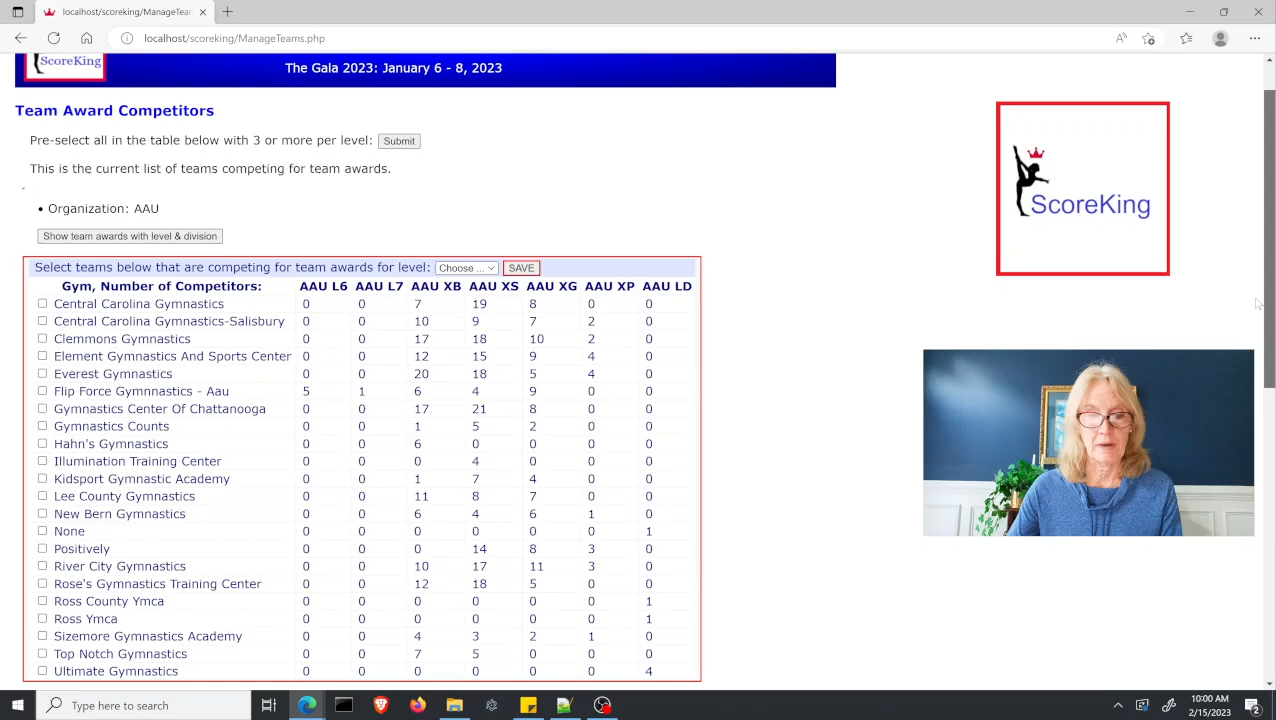 localhost/scoreking/ManageTeam
localhost/scoreking/ManageTeams.php
ScoreKing
The Gala 2023: January 6 - 8, 2023
Team Award Competitors
Pre-select all in the table below with 3 or more per level: Submit
This is the current list of teams competing for team awards.
• Organization: AAU
Show team awards with level & division
ScoreKing
Select teams below that are competing for team awards for level: Choose ... SAVE
Gym, Number of Competitors: AAU L6 AAU L7 AAU XB AAU XS AAU XG AAU XP AAU LD
Central Carolina Gymnastics 0 0 7 19 8 0 0
Central Carolina Gymnastics-Salisbury 0 0 10 9 7 2 0
Clemmons Gymnastics 0 0 17 18 10 2 0
Element Gymnastics And Sports Center 0 0 12 15 9 4 0
Everest Gymnastics 0 0 20 18 5 4 0
Flip Force Gymnnastics - Aau 5 1 6 4 9 0 0
Gymnastics Center Of Chattanooga 0 0 17 21 8 0 0
Gymnastics Counts 0 0 1 5 2 0 0
Hahn's Gymnastics 0 0 6 0 0 0 0
Illumination Training Center 0 0 0 4 0 0 0
Kidsport Gymnastic Academy 0 0 1 7 4 0 0
Lee County Gymnastics 0 0 11 8 7 0 0
New Bern Gymnastics 0 0 6 4 6 1 0
None 0 0 0 0 0 0 1
Positively 0 0 0 14 8 3 0
River City Gymnastics 0 0 10 17 11 3 0
Rose's Gymnastics Training Center 0 0 12 18 5 0 0
Ross County Ymca 0 0 0 0 0 0 1
Ross Ymca 0 0 0 0 0 0 1
Sizemore Gymnastics Academy 0 0 4 3 2 1 0
Top Notch Gymnastics 0 0 7 5 0 0 0
Ultimate Gymnastics 0 0 0 0 0 0 4
Type here to search
10:00 AM
2/15/2023
2